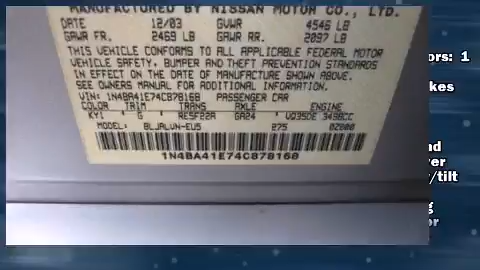 MANUFACTURED BY NISSAN MOTOR CO., LTD.
DATE 12/03 GVWR 4546 LB
GAWR FR. 2469 LB GAWR RR. 2097 LB
THIS VEHICLE CONFORMS TO ALL APPLICABLE FEDERAL MOTOR
VEHICLE SAFETY, BUMPER AND THEFT PREVENTION STANDARDS
IN EFFECT ON THE DATE OF MANUFACTURE SHOWN ABOVE.
SEE OWNERS MANUAL FOR ADDITIONAL INFORMATION.
VIN: 1N4BA41E74C878168 PASSENGER CAR
COLOR TRIM TRANS AXLE ENGINE
KY1 G RE5F22A GA24 VQ35DE 3498CC
MODEL: BLJALVN-EU5 275 02800
1N4BA41E74C878168
ors: 1
kes
nd
er
/tilt
g
or